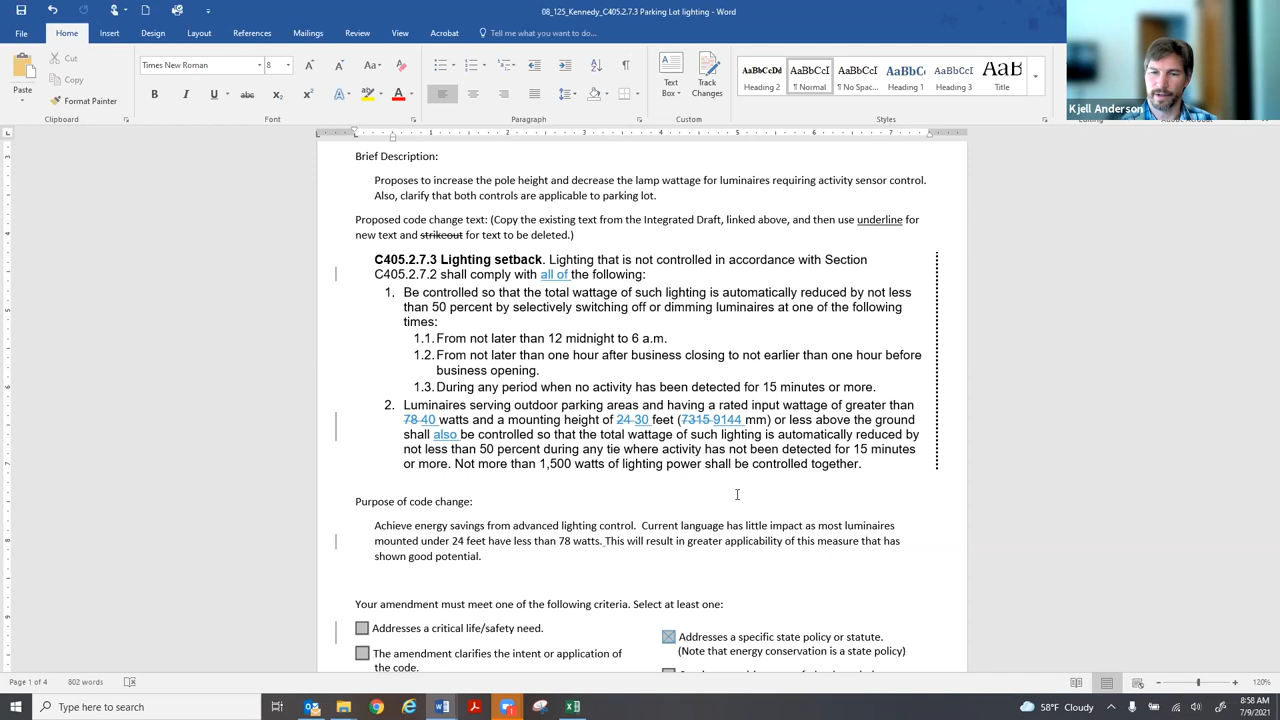 08_125_Kennedy_C405.2.7.3 Parking Lot lighting - Word
File Home Insert Design Layout References Mailings Review View Acrobat Tell me what you want to do...
Cut
Copy
Format Painter
Paste
Times New Roman 8
Text Box
Track Changes
AaBbCcDd AaBbCcI AaBbCcI AaBbC AaBbCcI AaB
Heading 2 ¶ Normal ¶ No Spac... Heading 1 Heading 3 Title
Clipboard Font Paragraph Custom Styles
Kjell Anderson
Brief Description:
Proposes to increase the pole height and decrease the lamp wattage for luminaires requiring activity sensor control.
Also, clarify that both controls are applicable to parking lot.
Proposed code change text: (Copy the existing text from the Integrated Draft, linked above, and then use underline for
new text and strikeout for text to be deleted.)
C405.2.7.3 Lighting setback. Lighting that is not controlled in accordance with Section
C405.2.7.2 shall comply with all of the following:
1. Be controlled so that the total wattage of such lighting is automatically reduced by not less
than 50 percent by selectively switching off or dimming luminaires at one of the following
times:
1.1. From not later than 12 midnight to 6 a.m.
1.2. From not later than one hour after business closing to not earlier than one hour before
business opening.
1.3. During any period when no activity has been detected for 15 minutes or more.
2. Luminaires serving outdoor parking areas and having a rated input wattage of greater than
78 40 watts and a mounting height of 24 30 feet (7315 9144 mm) or less above the ground
shall also be controlled so that the total wattage of such lighting is automatically reduced by
not less than 50 percent during any tie where activity has not been detected for 15 minutes
or more. Not more than 1,500 watts of lighting power shall be controlled together.
Purpose of code change:
Achieve energy savings from advanced lighting control. Current language has little impact as most luminaires
mounted under 24 feet have less than 78 watts. This will result in greater applicability of this measure that has
shown good potential.
Your amendment must meet one of the following criteria. Select at least one:
Addresses a critical life/safety need.
The amendment clarifies the intent or application of
the code.
Addresses a specific state policy or statute.
(Note that energy conservation is a state policy)
Page 1 of 4 802 words 120%
Type here to search
58°F Cloudy
8:58 AM
7/9/2021